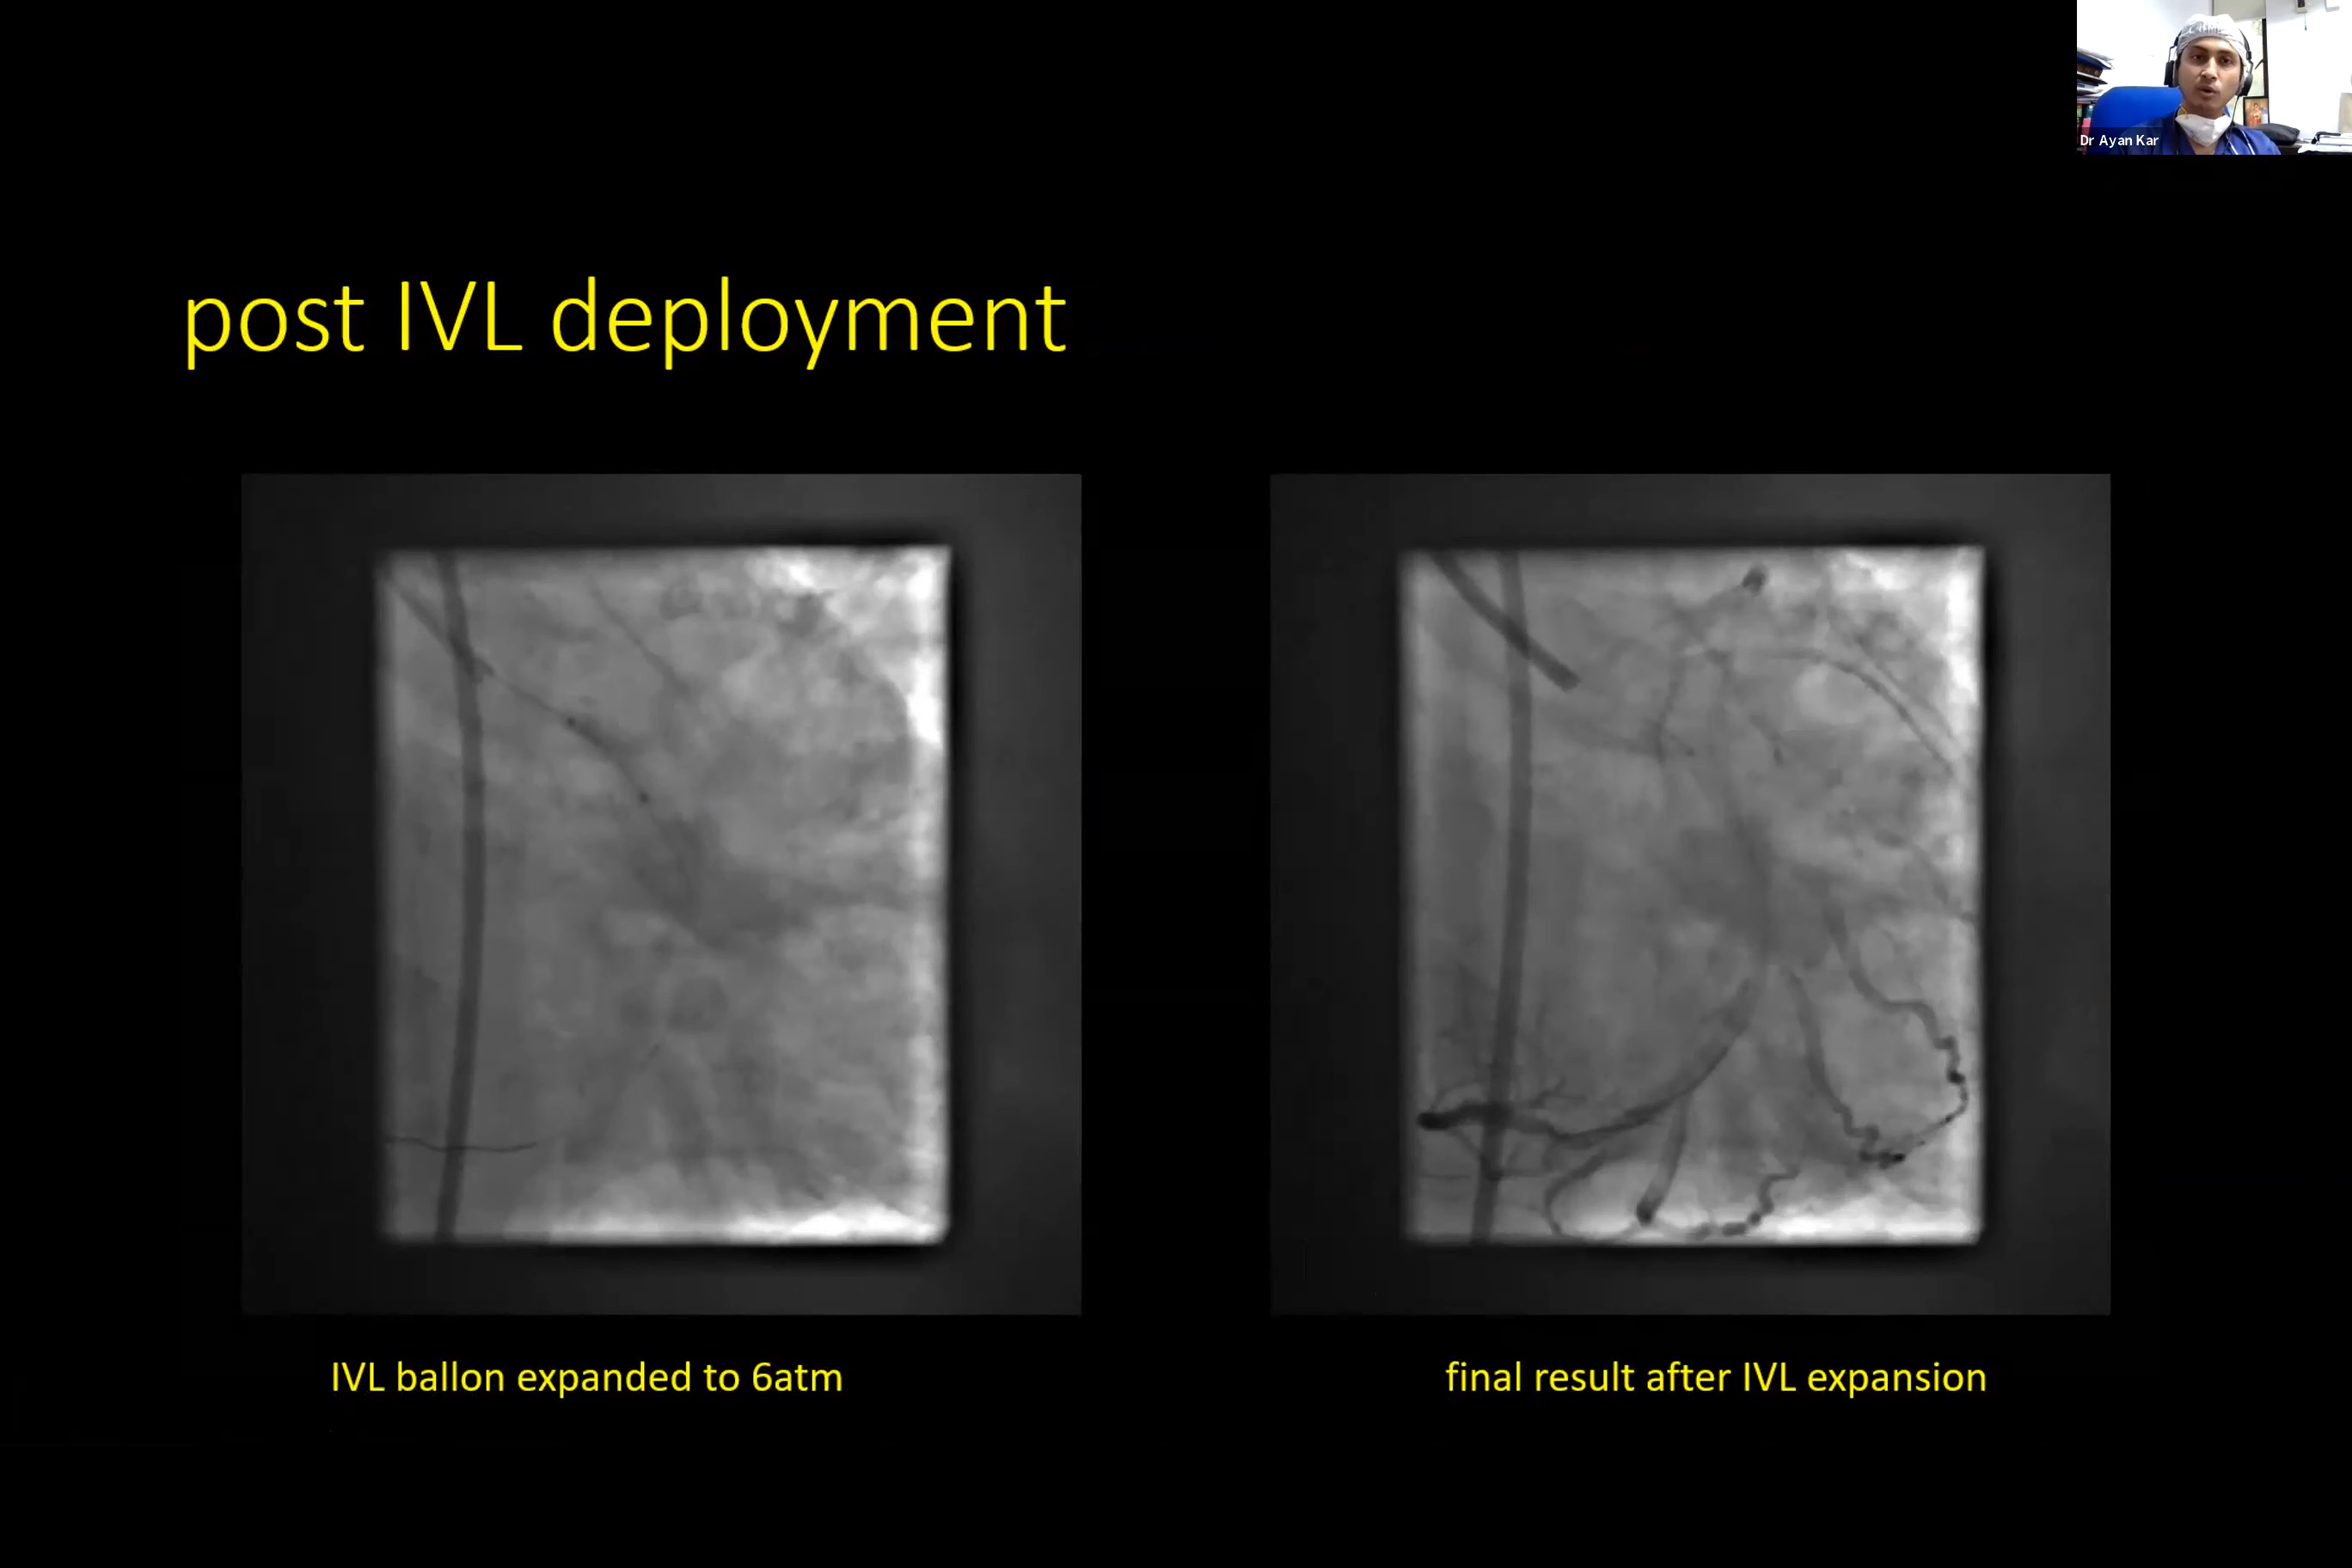 Dr Ayan Kar
post IVL deployment
IVL ballon expanded to 6atm
final result after IVL expansion